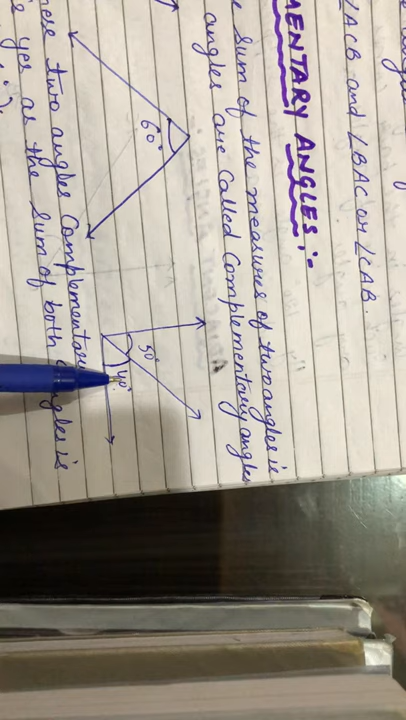 ∠ACB and ∠BAC or ∠CAB.
MENTARY ANGLES:-
sum of the measures of two angles is
angles are called Complementary angles
60°
50°
40°
two angles Complementary
yes as the sum of both angles is